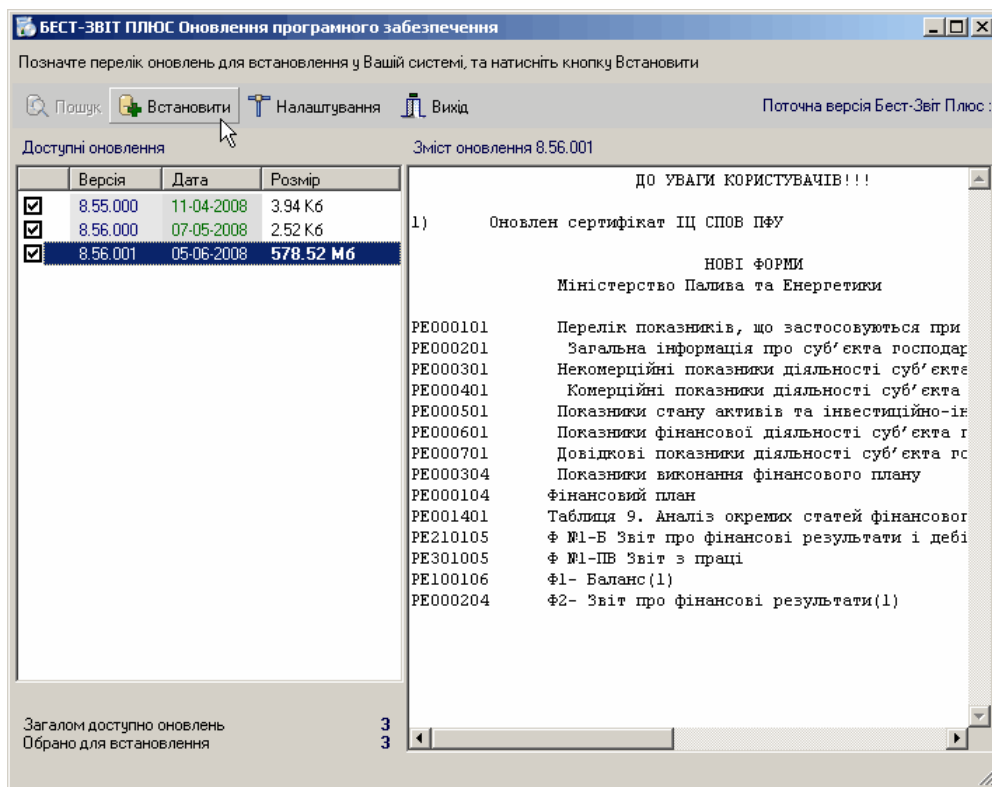 БЕСТ-ЗВІТ ПЛЮС Оновлення програмного забезпечення
Позначте перелік оновлень для встановлення у Вашій системі, та натисніть кнопку Встановити
Пошук Встановити Налаштування Вихід Поточна версія Бест-Звіт Плюс :
Доступні оновлення
Версія Дата Розмір
8.55.000 11-04-2008 3.94 Кб
8.56.000 07-05-2008 2.52 Кб
8.56.001 05-06-2008 578.52 Мб
Загалом доступно оновлень 3
Обрано для встановлення 3
Зміст оновлення 8.56.001
ДО УВАГИ КОРИСТУВАЧІВ!!!
1) Оновлен сертифікат ІЦ СПОВ ПФУ
НОВІ ФОРМИ
Міністерство Палива та Енергетики
PE000101 Перелік показників, що застосовуються при
PE000201 Загальна інформація про суб'єкта господар
PE000301 Некомерційні показники діяльності суб'єкта
PE000401 Комерційні показники діяльності суб'єкта
PE000501 Показники стану активів та інвестиційно-ін
PE000601 Показники фінансової діяльності суб'єкта г
PE000701 Довідкові показники діяльності суб'єкта го
PE000304 Показники виконання фінансового плану
PE000104 Фінансовий план
PE001401 Таблиця 9. Аналіз окремих статей фінансовог
PE210105 Ф №1-Б Звіт про фінансові результати і дебі
PE301005 Ф №1-ПВ Звіт з праці
PE100106 Ф1- Баланс(1)
PE000204 Ф2- Звіт про фінансові результати(1)